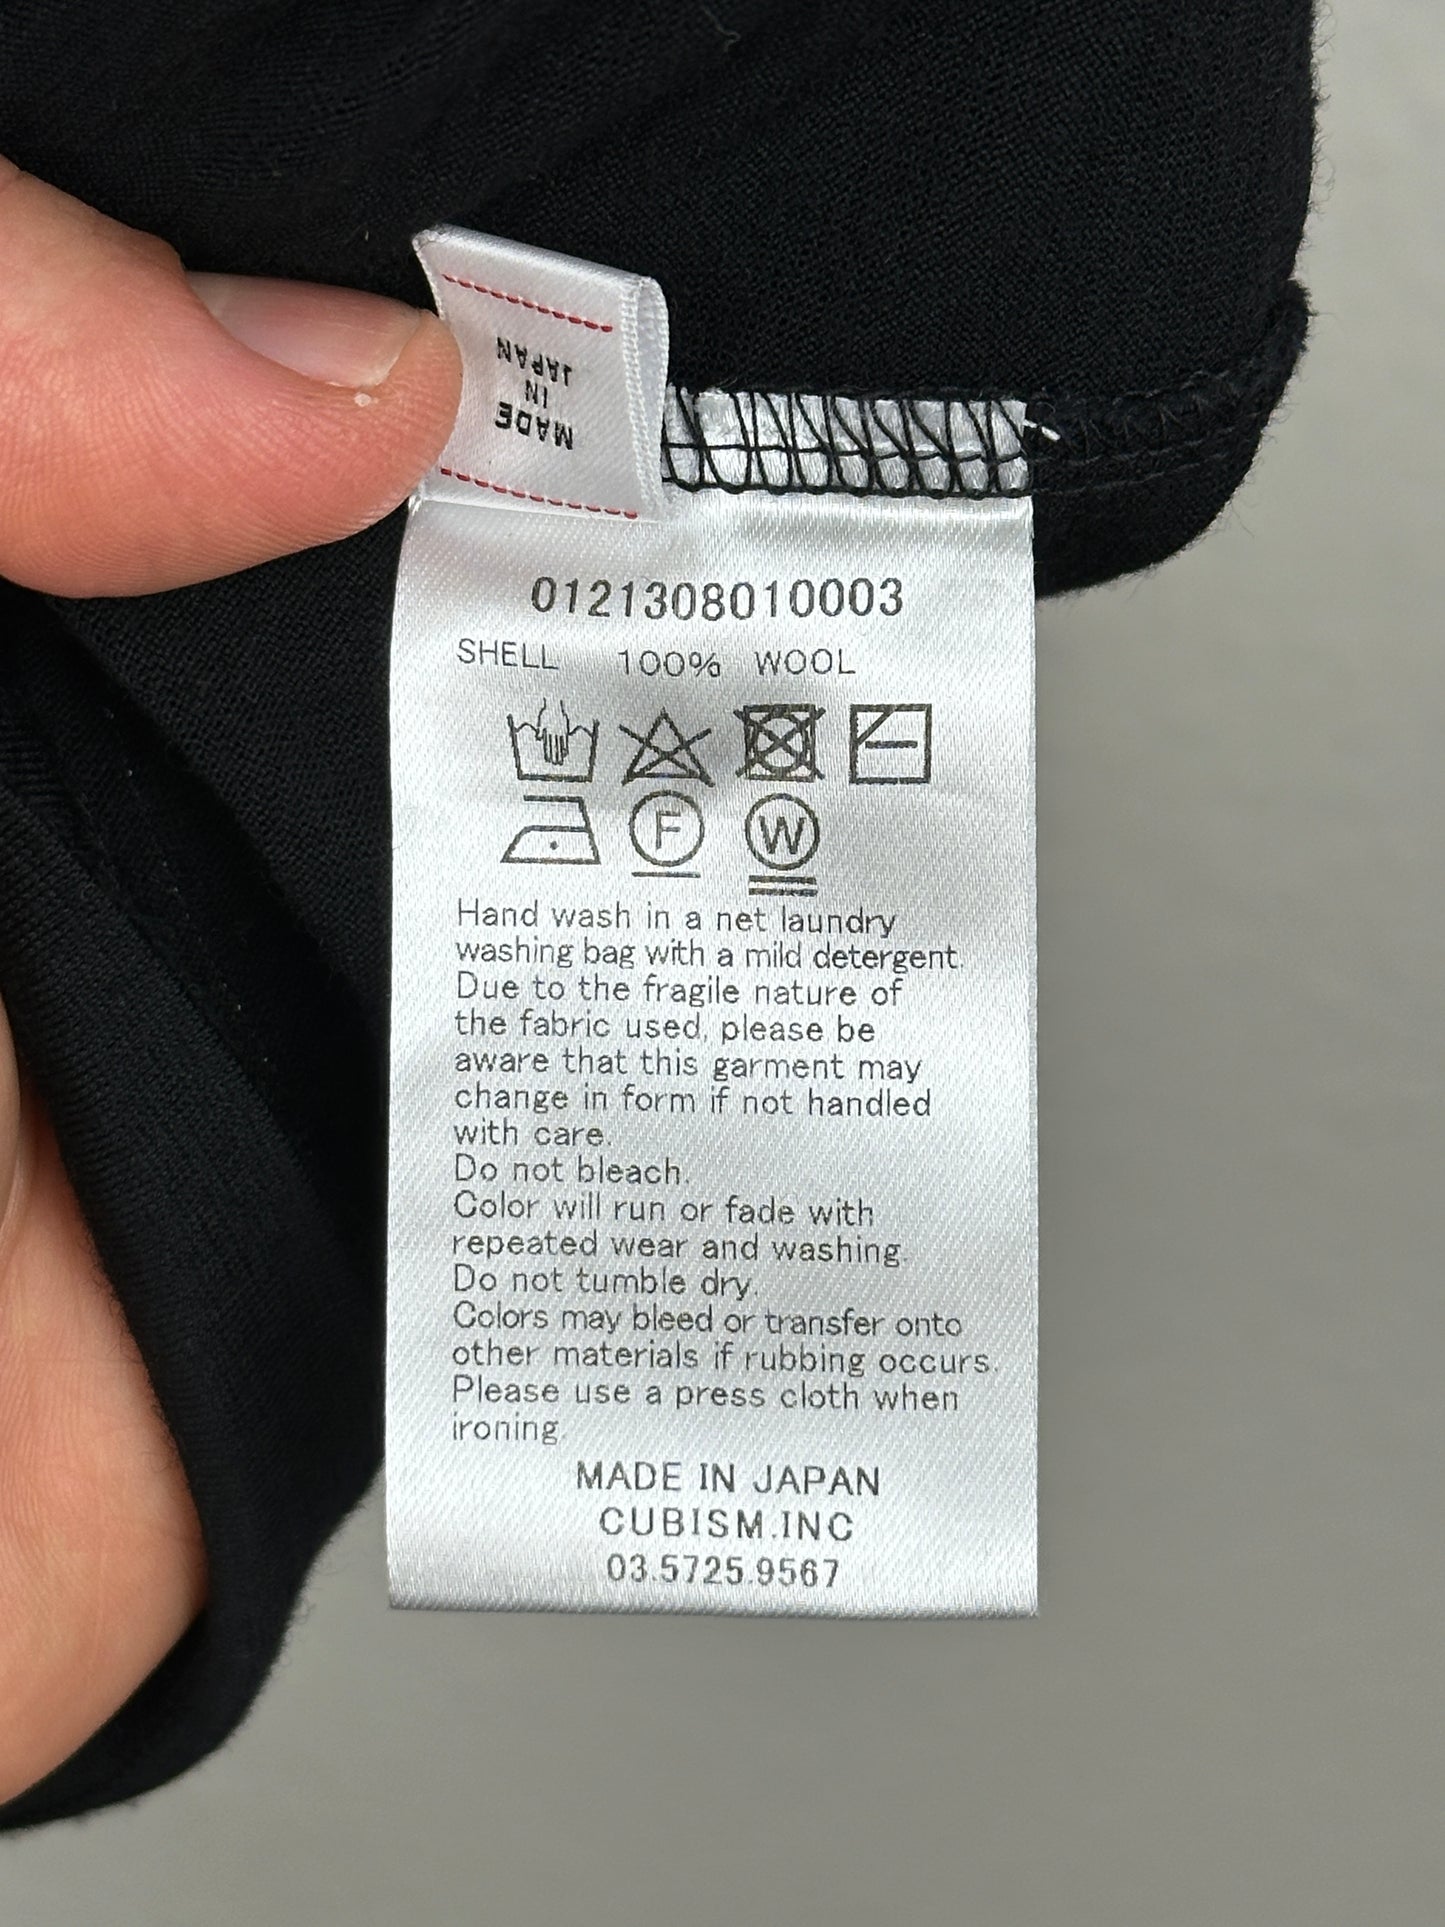 MADE
IN
JAPAN
0121308010003
SHELL 100% WOOL
F W
Hand wash in a net laundry
washing bag with a mild detergent.
Due to the fragile nature of
the fabric used, please be
aware that this garment may
change in form if not handled
with care.
Do not bleach.
Color will run or fade with
repeated wear and washing.
Do not tumble dry.
Colors may bleed or transfer onto
other materials if rubbing occurs.
Please use a press cloth when
ironing.
MADE IN JAPAN
CUBISM.INC
03.5725.9567